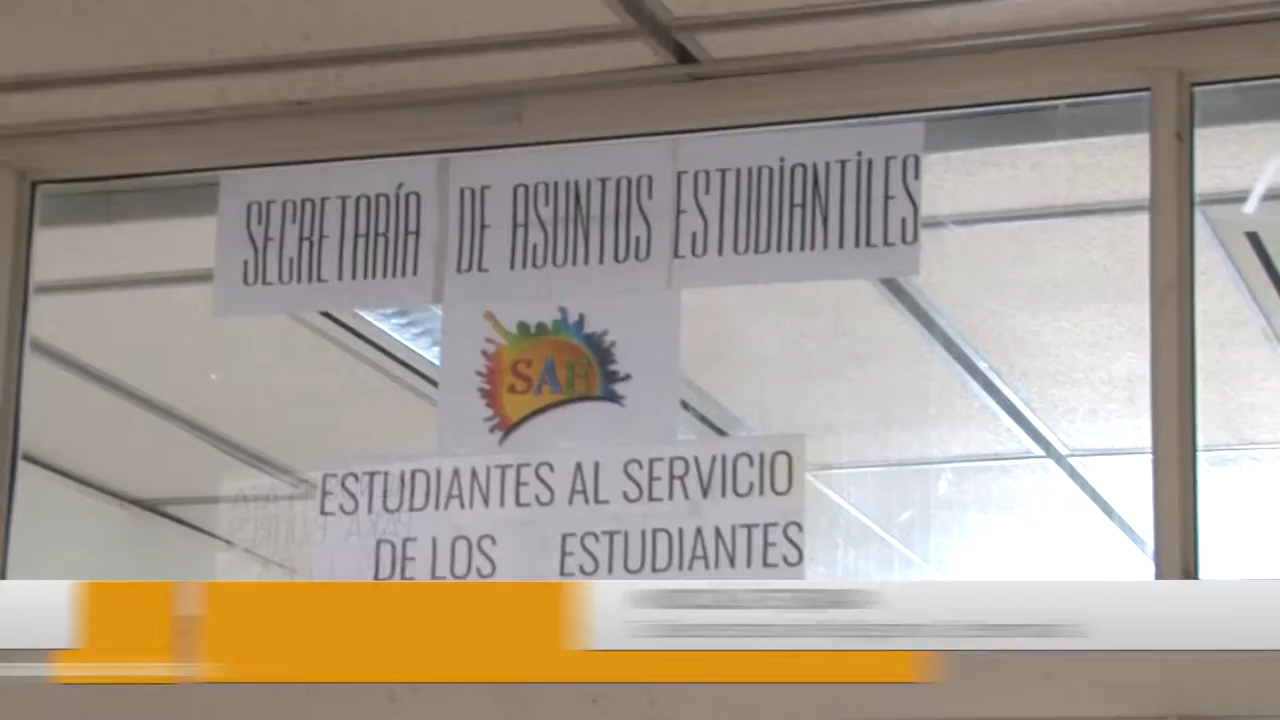 SECRETARÍA DE ASUNTOS ESTUDIANTILES
SAE
ESTUDIANTES AL SERVICIO
DE LOS ESTUDIANTES